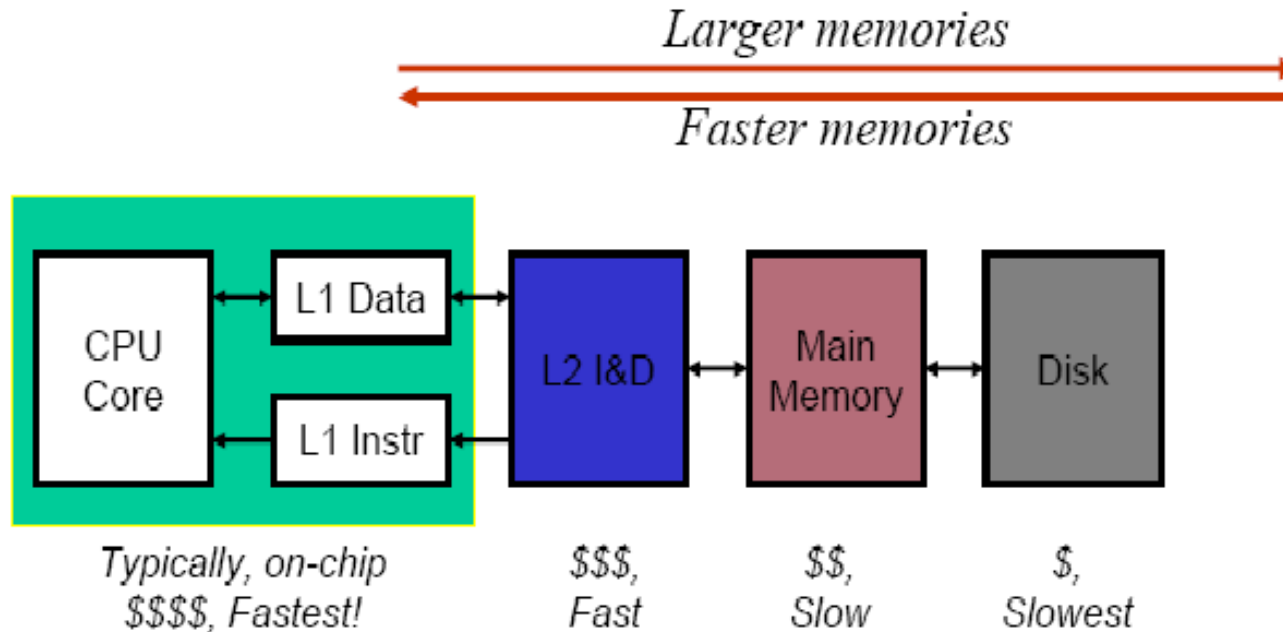 Larger memories
Faster memories
CPU
Core
L1 Data
L1 Instr
L2 I&D
Main
Memory
Disk
Typically, on-chip
$$$$, Fastest!
$$$,
Fast
$$,
Slow
$,
Slowest